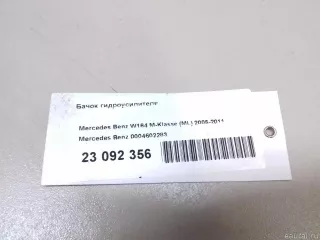 Бачок гидроусилителя
Mercedes Benz W164 M-Klasse (ML) 2005-2011
Mercedes Benz 0004602283
23 092 356